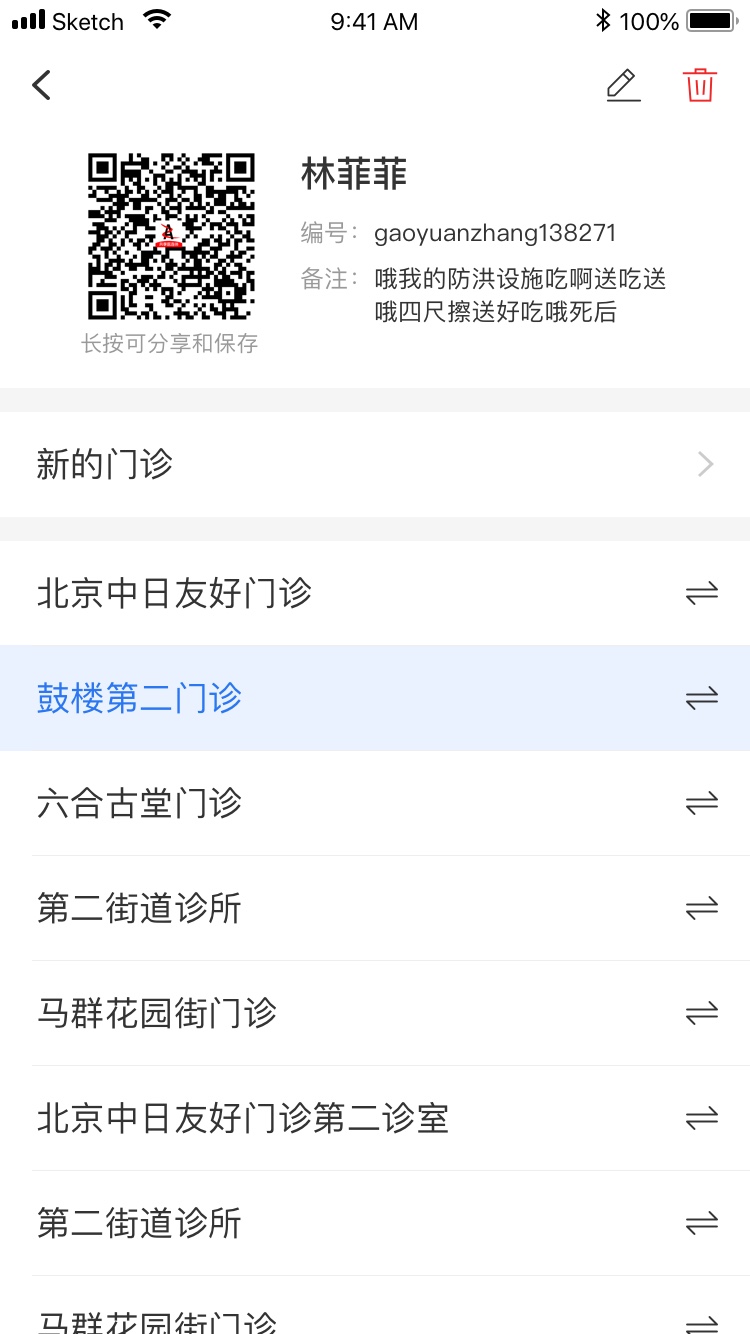 Sketch 9:41 AM 100%
林菲菲
编号: gaoyuanzhang138271
备注: 哦我的防洪设施吃啊送吃送
哦四尺擦送好吃哦死后
长按可分享和保存
新的门诊
北京中日友好门诊
鼓楼第二门诊
六合古堂门诊
第二街道诊所
马群花园街门诊
北京中日友好门诊第二诊室
第二街道诊所
马群花园街门诊